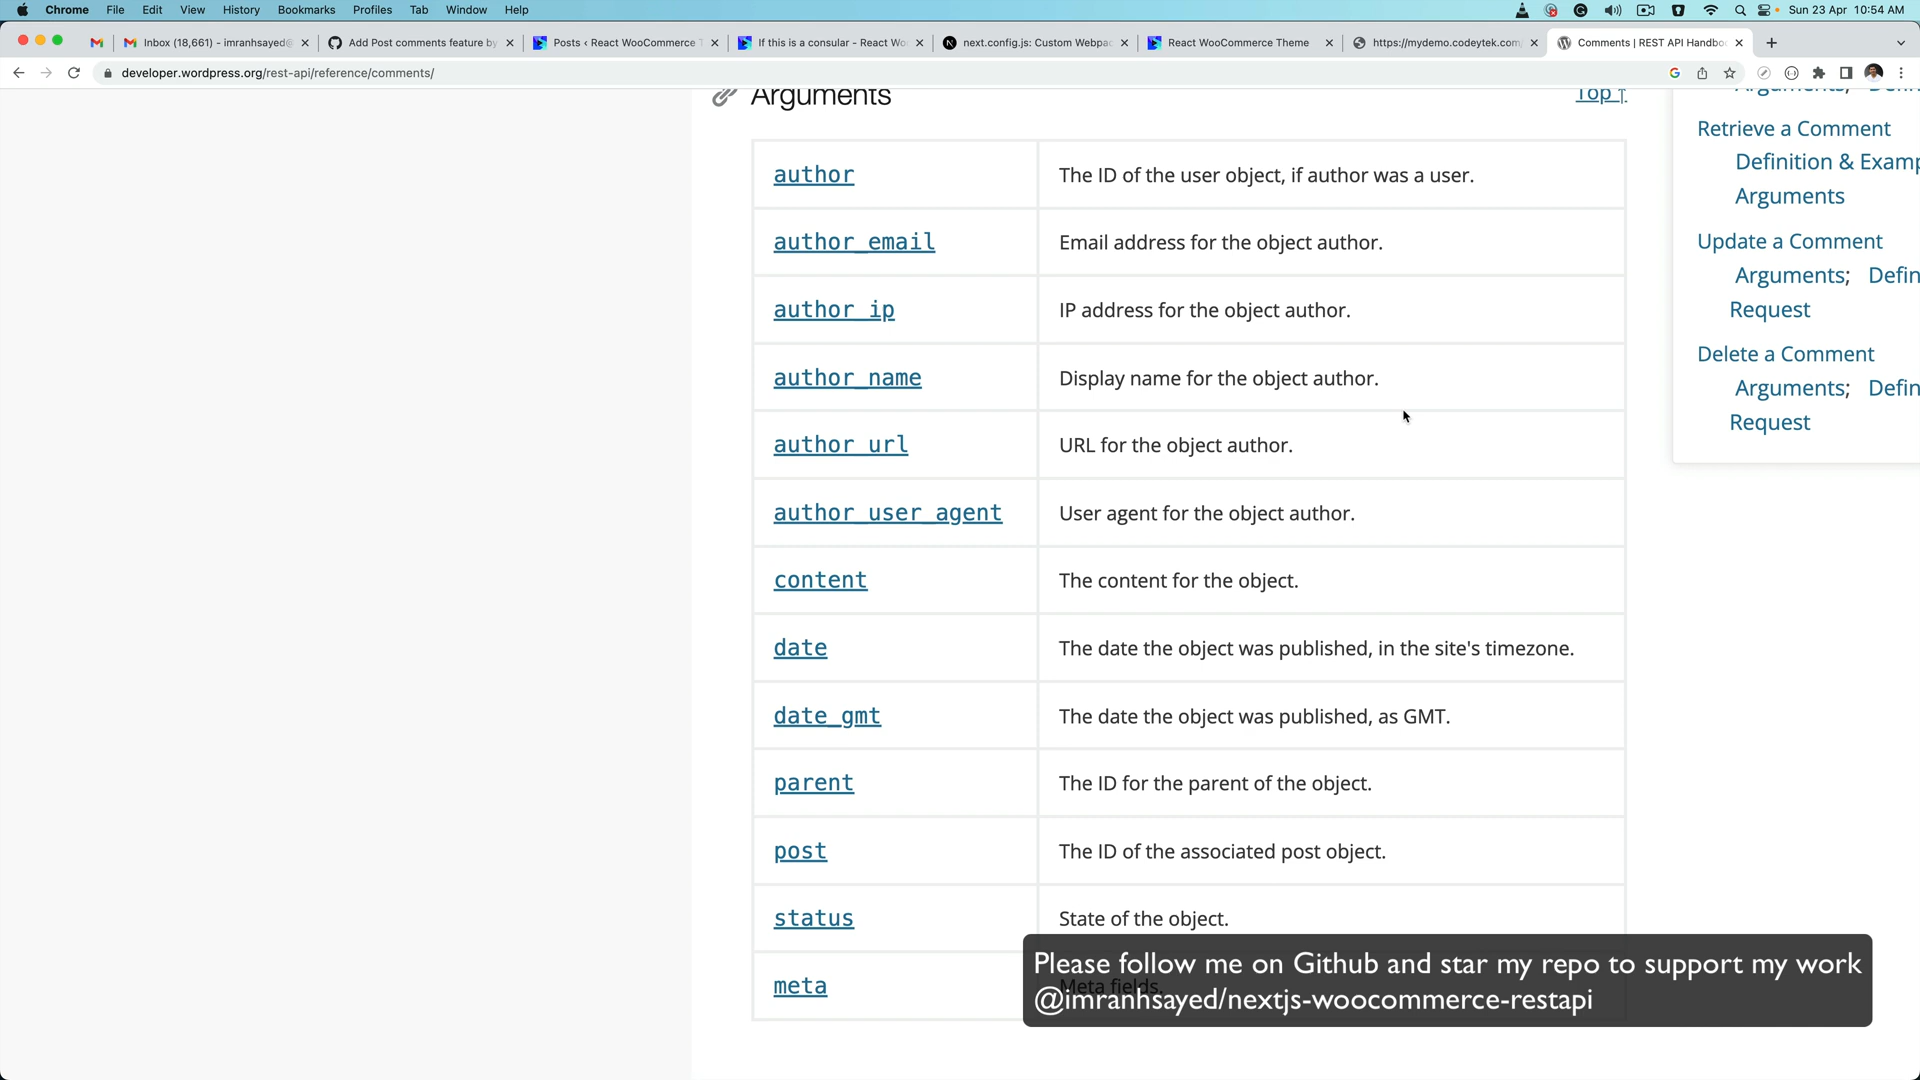 Chrome File Edit View History Bookmarks Profiles Tab Window Help Sun 23 Apr 10:54 AM
Inbox (18,661) - imranhsayed@ Add Post comments feature by Posts ‹ React WooCommerce T If this is a consular - React Wo next.config.js: Custom Webpac React WooCommerce Theme https://mydemo.codeytek.com Comments | REST API Handbo
developer.wordpress.org/rest-api/reference/comments/
Arguments Top ↑
author The ID of the user object, if author was a user.
author_email Email address for the object author.
author_ip IP address for the object author.
author_name Display name for the object author.
author_url URL for the object author.
author_user_agent User agent for the object author.
content The content for the object.
date The date the object was published, in the site's timezone.
date_gmt The date the object was published, as GMT.
parent The ID for the parent of the object.
post The ID of the associated post object.
status State of the object.
meta Meta fields.
Arguments; Defin
Retrieve a Comment
Definition & Examp
Arguments
Update a Comment
Arguments; Defin
Request
Delete a Comment
Arguments; Defin
Request
Please follow me on Github and star my repo to support my work
@imranhsayed/nextjs-woocommerce-restapi